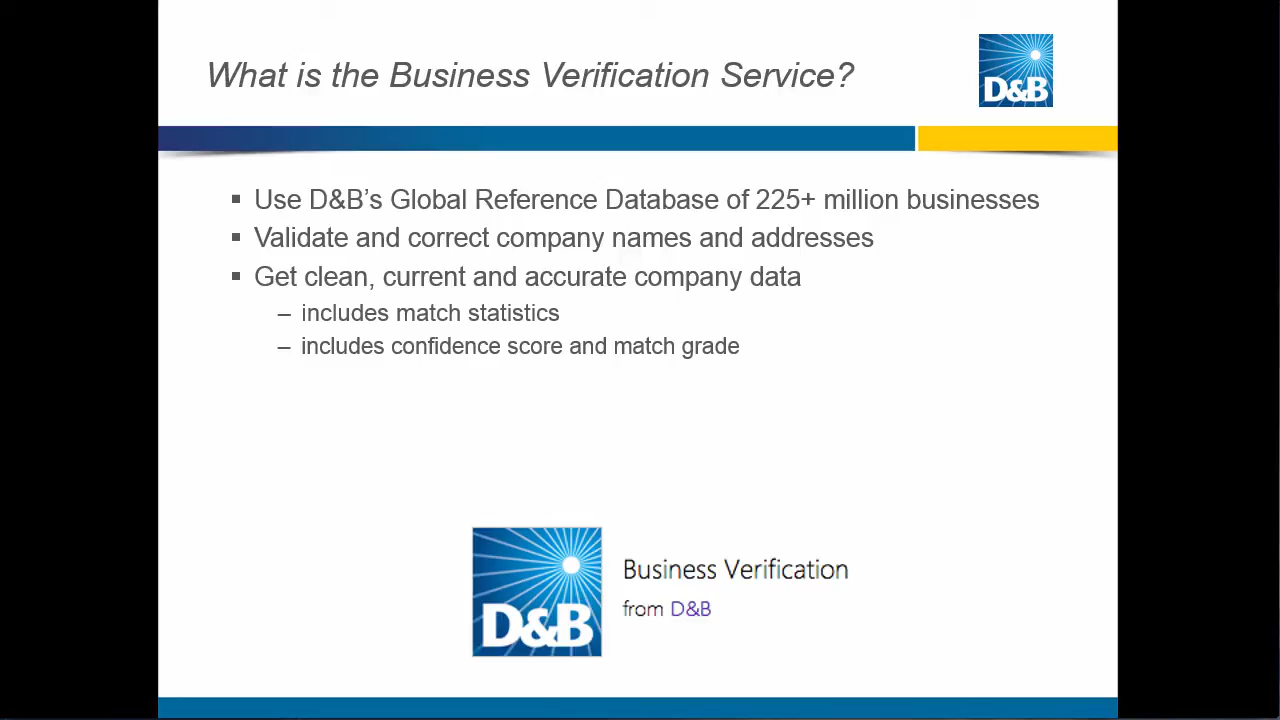 What is the Business Verification Service?
D&B
▪ Use D&B’s Global Reference Database of 225+ million businesses
▪ Validate and correct company names and addresses
▪ Get clean, current and accurate company data
– includes match statistics
– includes confidence score and match grade
D&B
Business Verification
from D&B